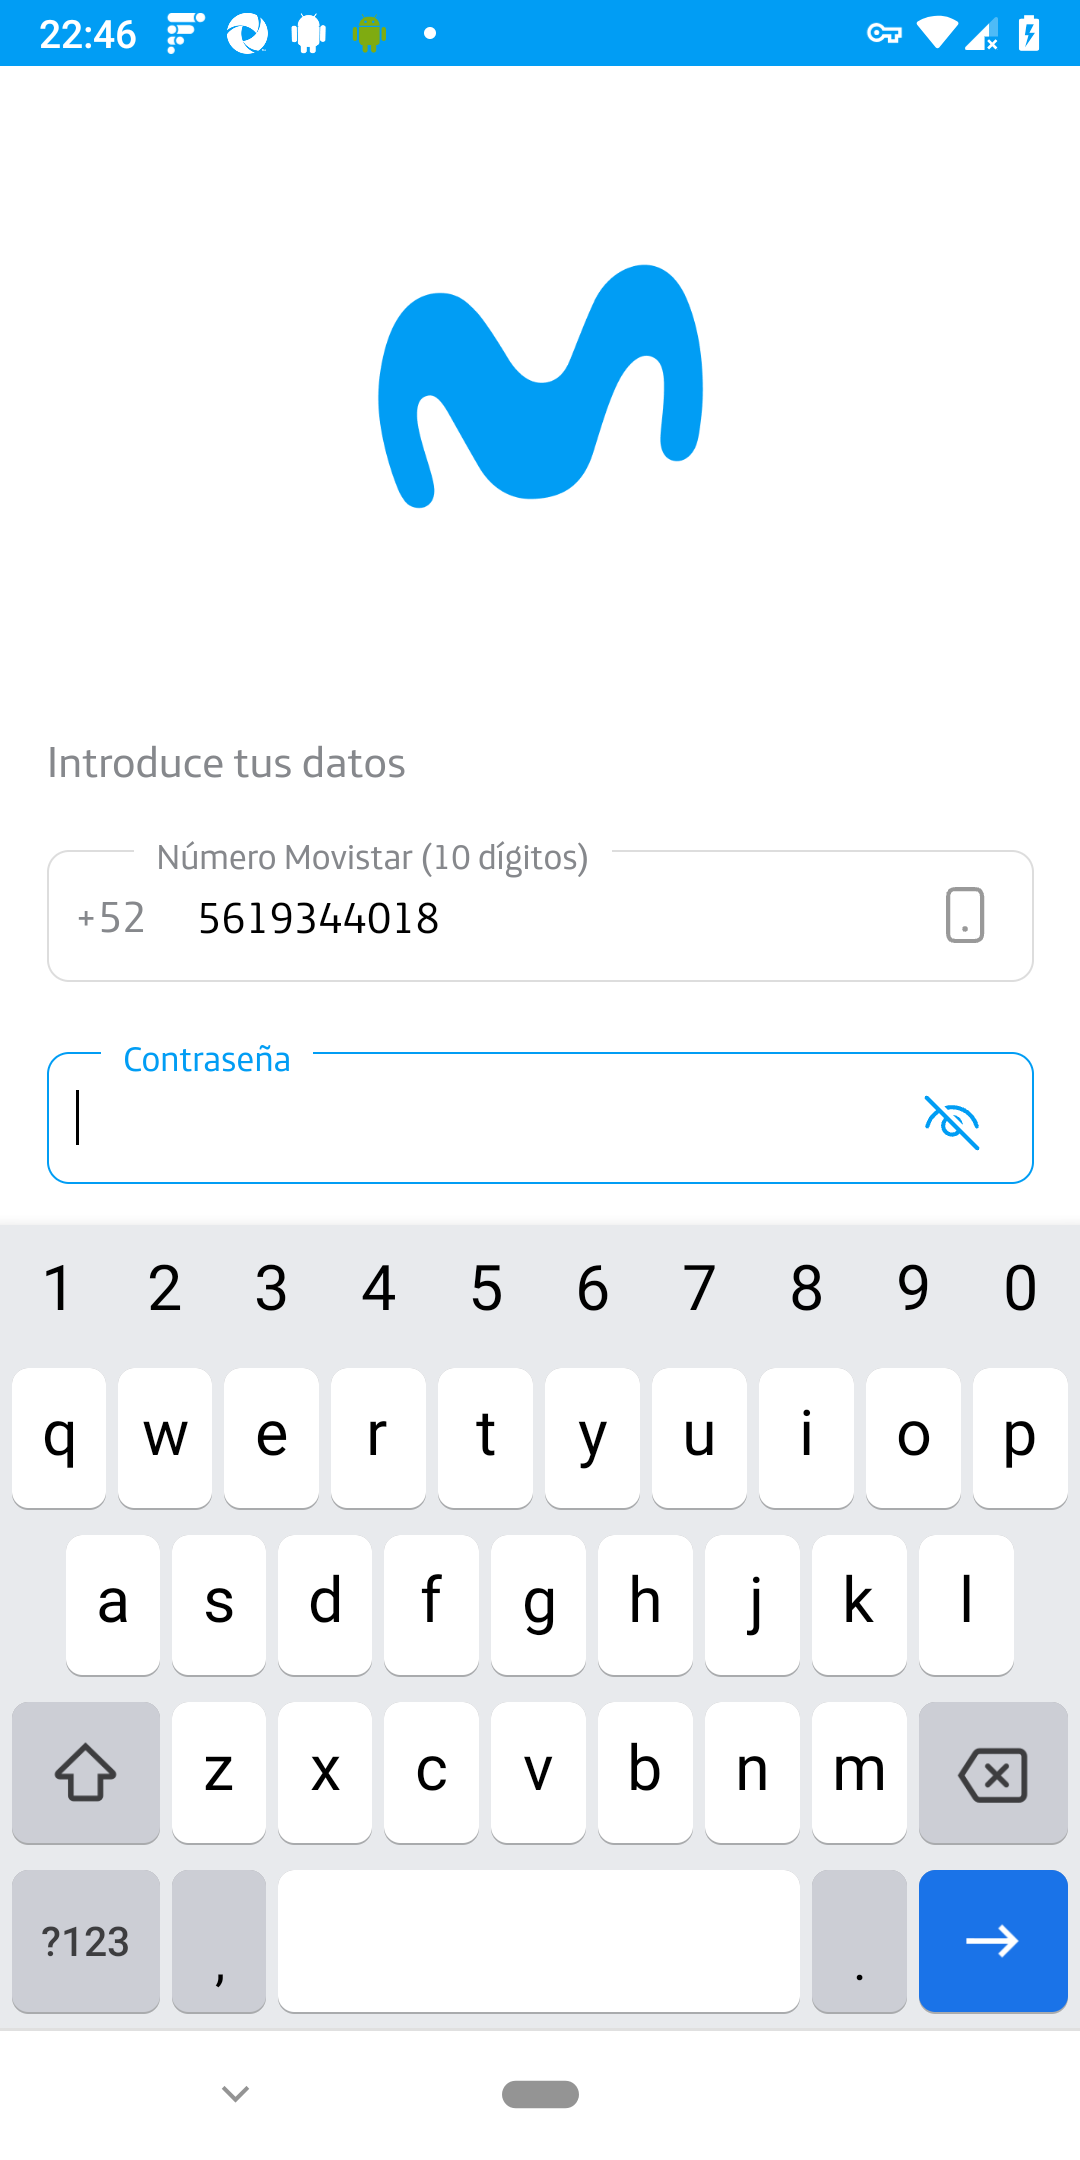 22:46
Introduce tus datos
Número Movistar (10 dígitos)
+52 5619344018
Contraseña
1 2 3 4 5 6 7 8 9 0
q w e r t y u i o p
a s d f g h j k l
z x c v b n m
?123 , .